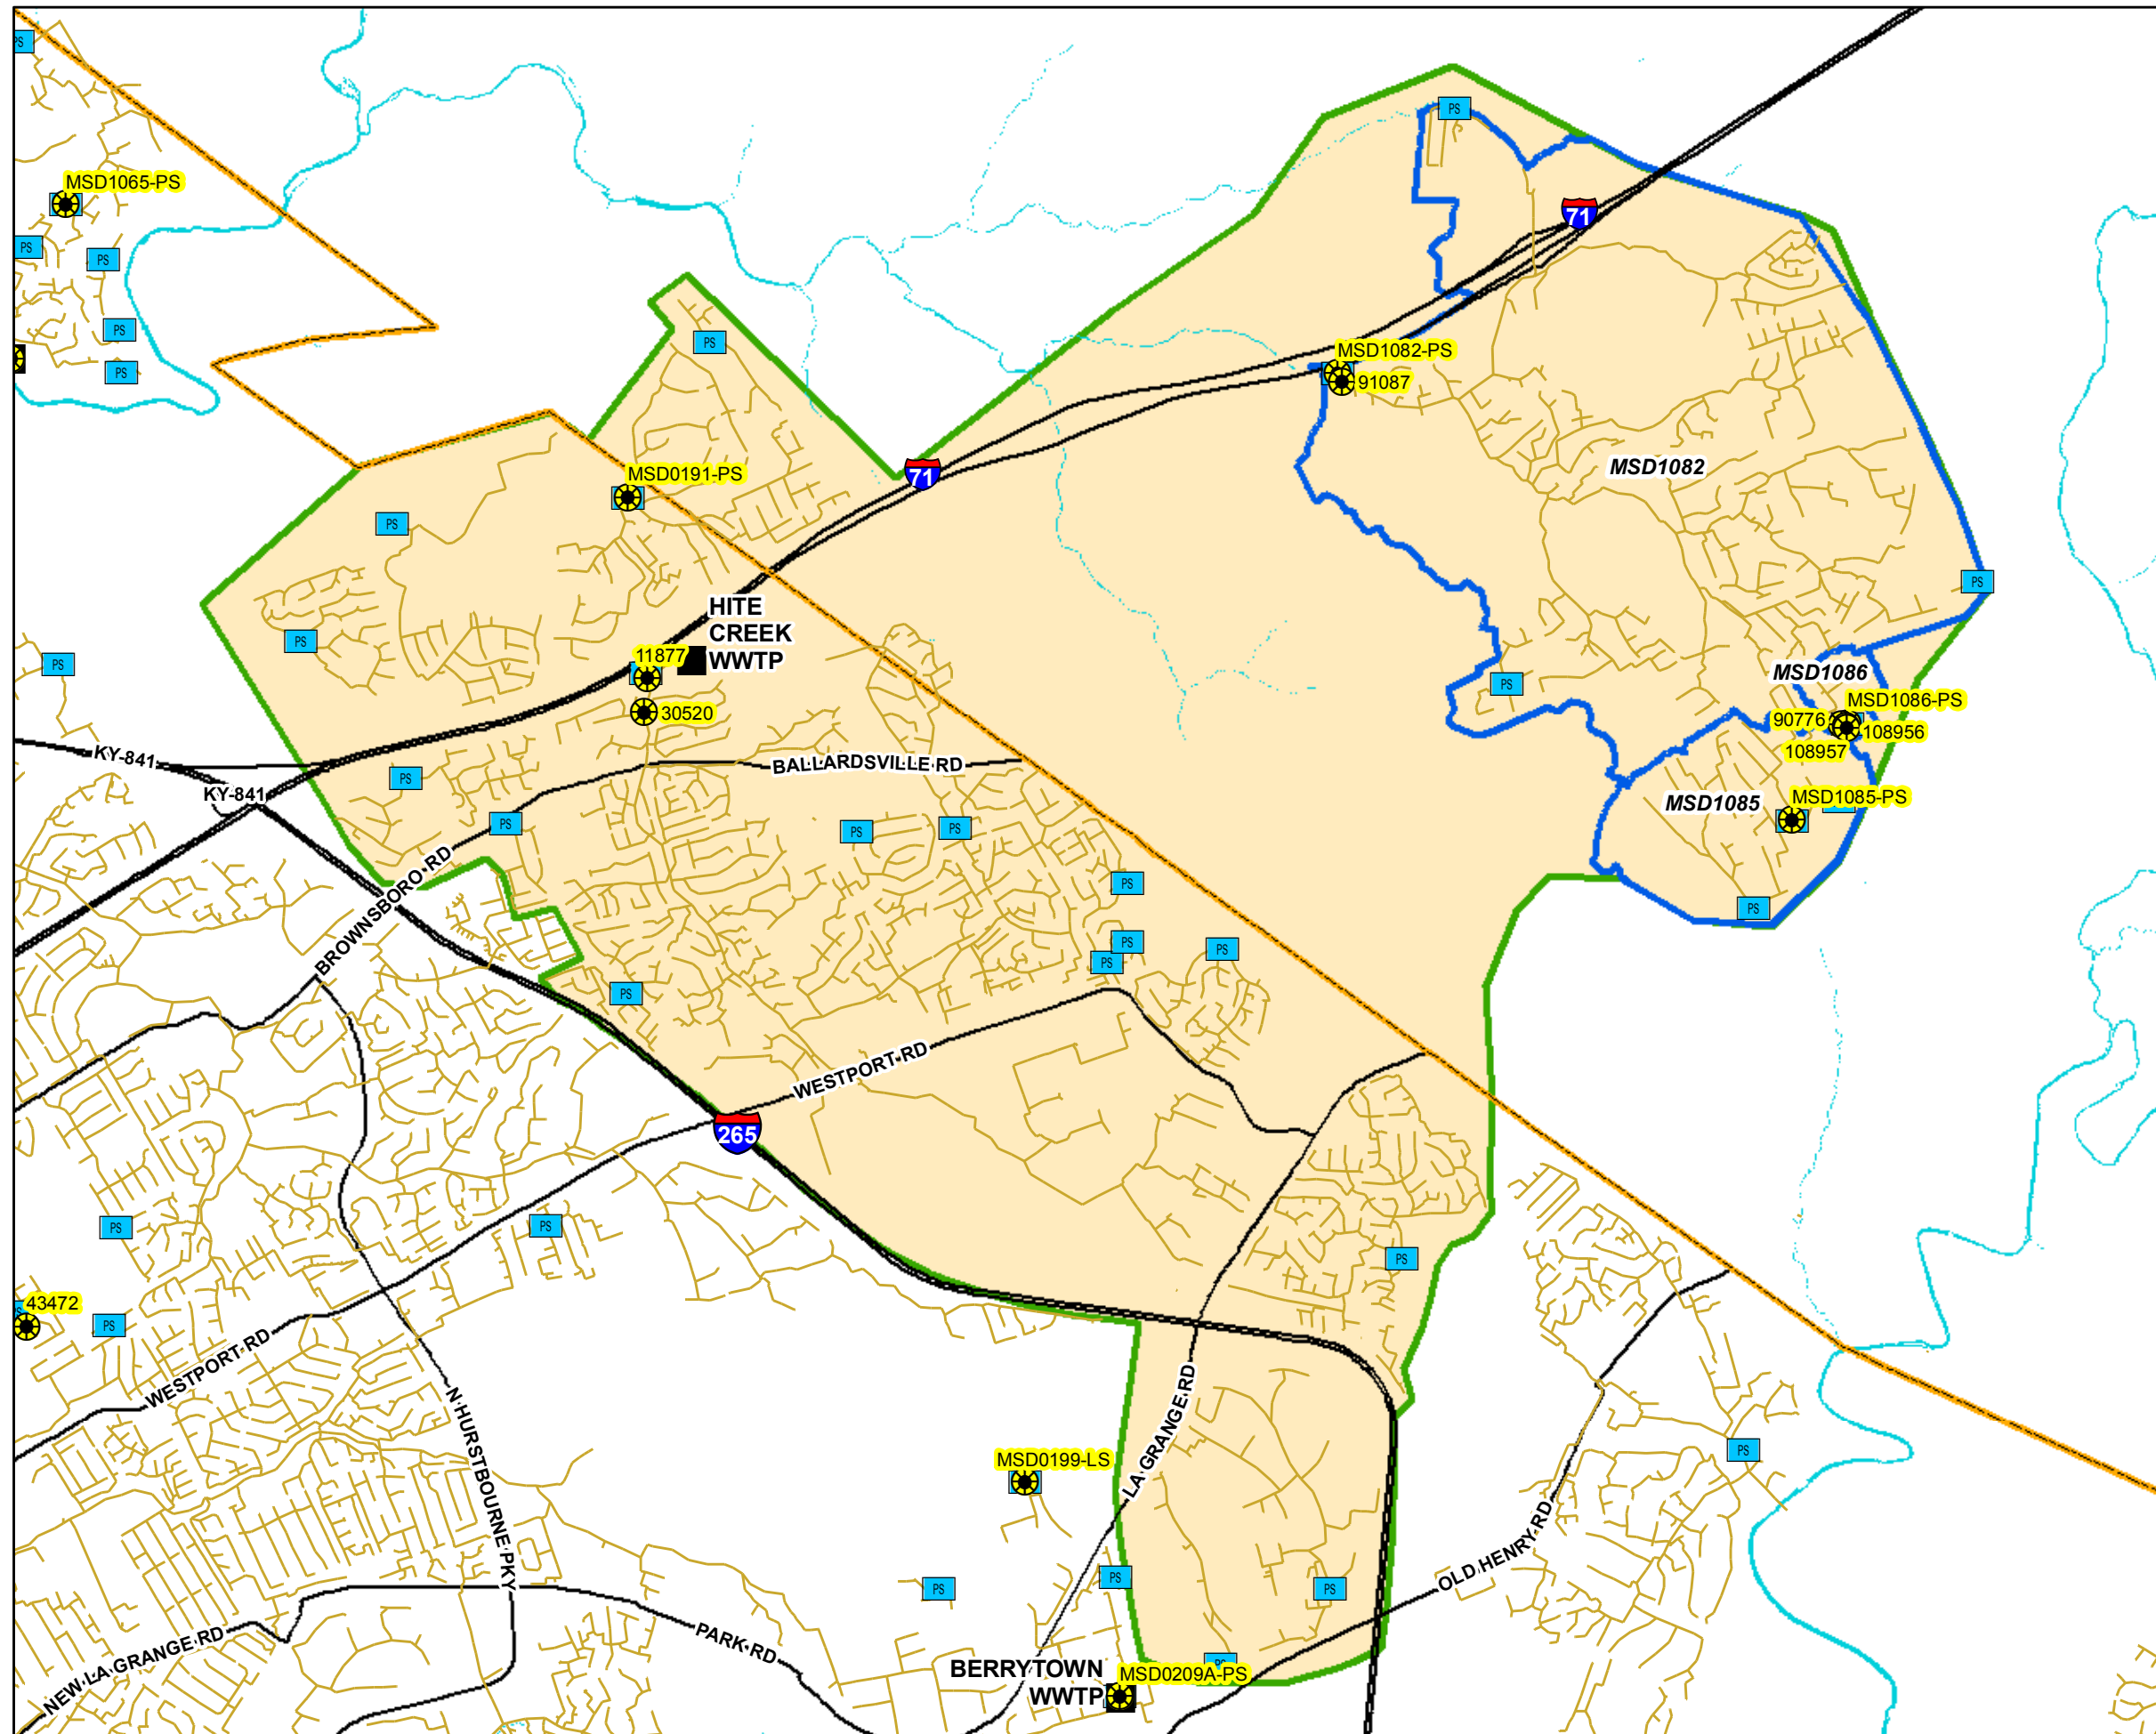 PS
MSD1065-PS
PS
PS
PS
PS
PS
PS
71
MSD1082-PS
91087
71
MSD1082
MSD0191-PS
PS
PS
HITE
CREEK
WWTP
PS
11877
PS
PS
MSD1086
MSD1086-PS
30520
90776
108956
108957
KY-841
BALLARDSVILLE RD
KY-841
PS
MSD1085
MSD1085-PS
PS
PS
PS
BROWNSBORO RD
PS
PS
PS
PS
PS
PS
WESTPORT RD
265
PS
PS
PS
43472
PS
WESTPORT RD
N HURSTBOURNE PKY
LA GRANGE RD
MSD0199-LS
PS
OLD HENRY RD
PS
PS
PS
NEW LA GRANGE RD
PARK RD
BERRYTOWN
WWTP
MSD0209A-PS